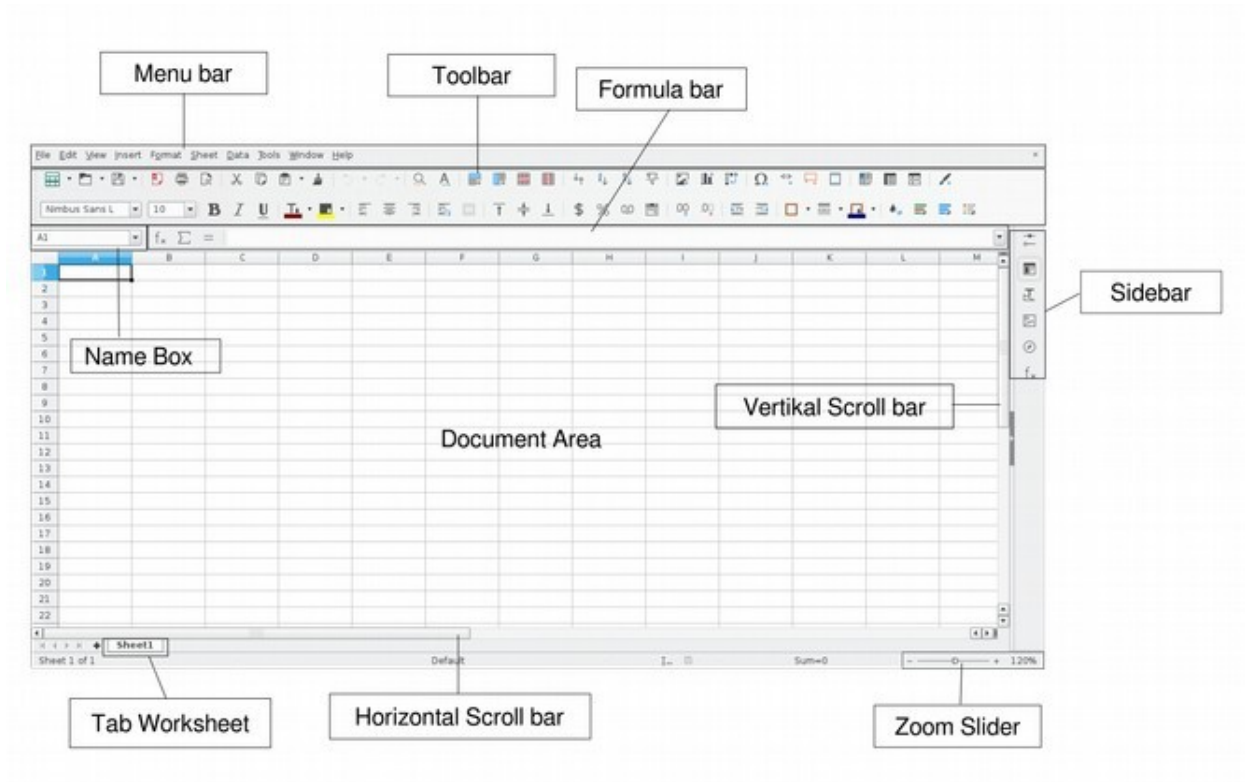 Menu bar
Toolbar
Formula bar
File Edit View Insert Format Sheet Data Tools Window Help
Nimbus Sans L 10 B I U
A1
A B C D E F G H I J K L M
1
2
3
4
5
6
7
8
9
10
11
12
13
14
15
16
17
18
19
20
21
22
Sidebar
Name Box
Vertikal Scroll bar
Document Area
Sheet1
Sheet 1 of 1 Default Sum=0 120%
Tab Worksheet
Horizontal Scroll bar
Zoom Slider